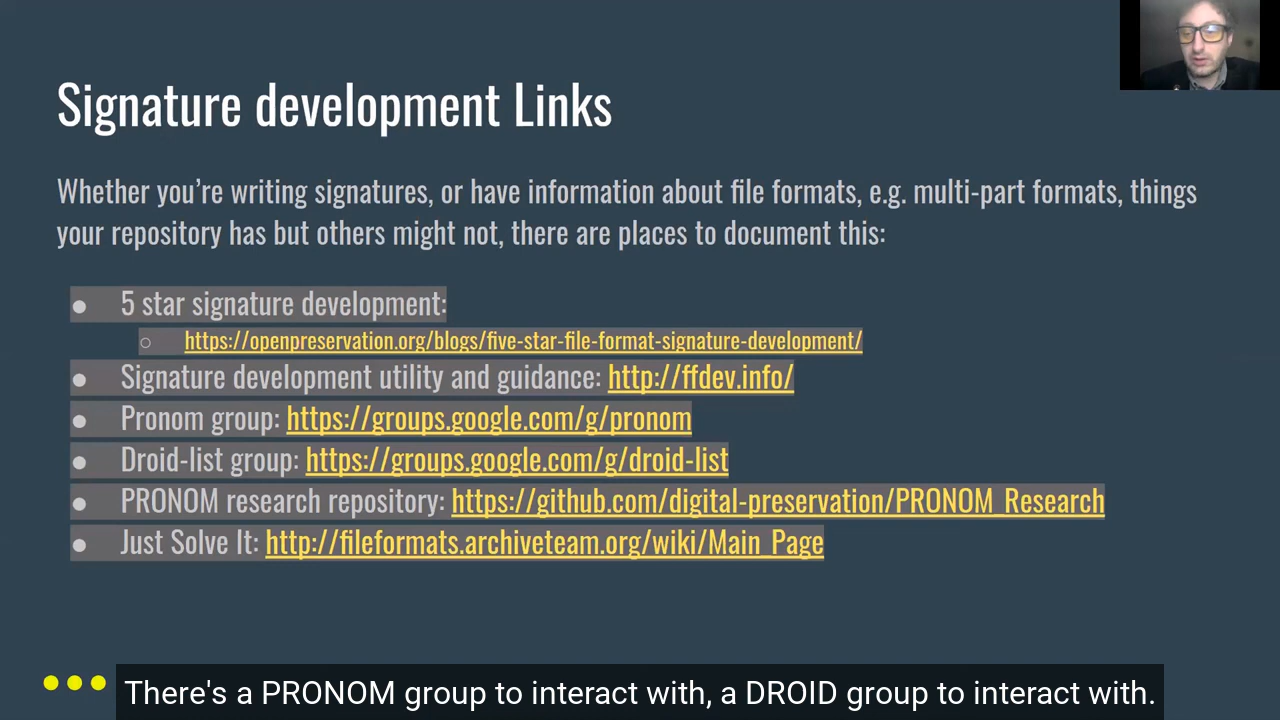 Signature development Links
Whether you’re writing signatures, or have information about file formats, e.g. multi-part formats, things
your repository has but others might not, there are places to document this:
● 5 star signature development:
○ https://openpreservation.org/blogs/five-star-file-format-signature-development/
● Signature development utility and guidance: http://ffdev.info/
● Pronom group: https://groups.google.com/g/pronom
● Droid-list group: https://groups.google.com/g/droid-list
● PRONOM research repository: https://github.com/digital-preservation/PRONOM_Research
● Just Solve It: http://fileformats.archiveteam.org/wiki/Main_Page
There's a PRONOM group to interact with, a DROID group to interact with.